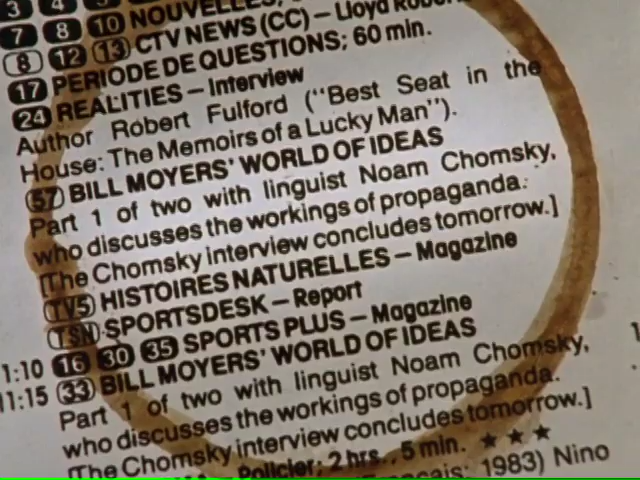 3 4
7 8 10 NOUVELLES,
8 12 13 CTV NEWS (CC) – Lloyd
17 PERIODE DE QUESTIONS; 60 min.
24 REALITIES – Interview
Author Robert Fulford ("Best Seat in the
House: The Memoirs of a Lucky Man").
57 BILL MOYERS' WORLD OF IDEAS
Part 1 of two with linguist Noam Chomsky,
who discusses the workings of propaganda.
[The Chomsky interview concludes tomorrow.]
TV5 HISTOIRES NATURELLES – Magazine
TSN SPORTSDESK – Report
1:10 16 30 35 SPORTS PLUS – Magazine
11:15 33 BILL MOYERS' WORLD OF IDEAS
Part 1 of two with linguist Noam Chomsky,
who discusses the workings of propaganda.
[The Chomsky interview concludes tomorrow.]
Policier; 2 hrs., 5 min. ★★★
1983) Nino